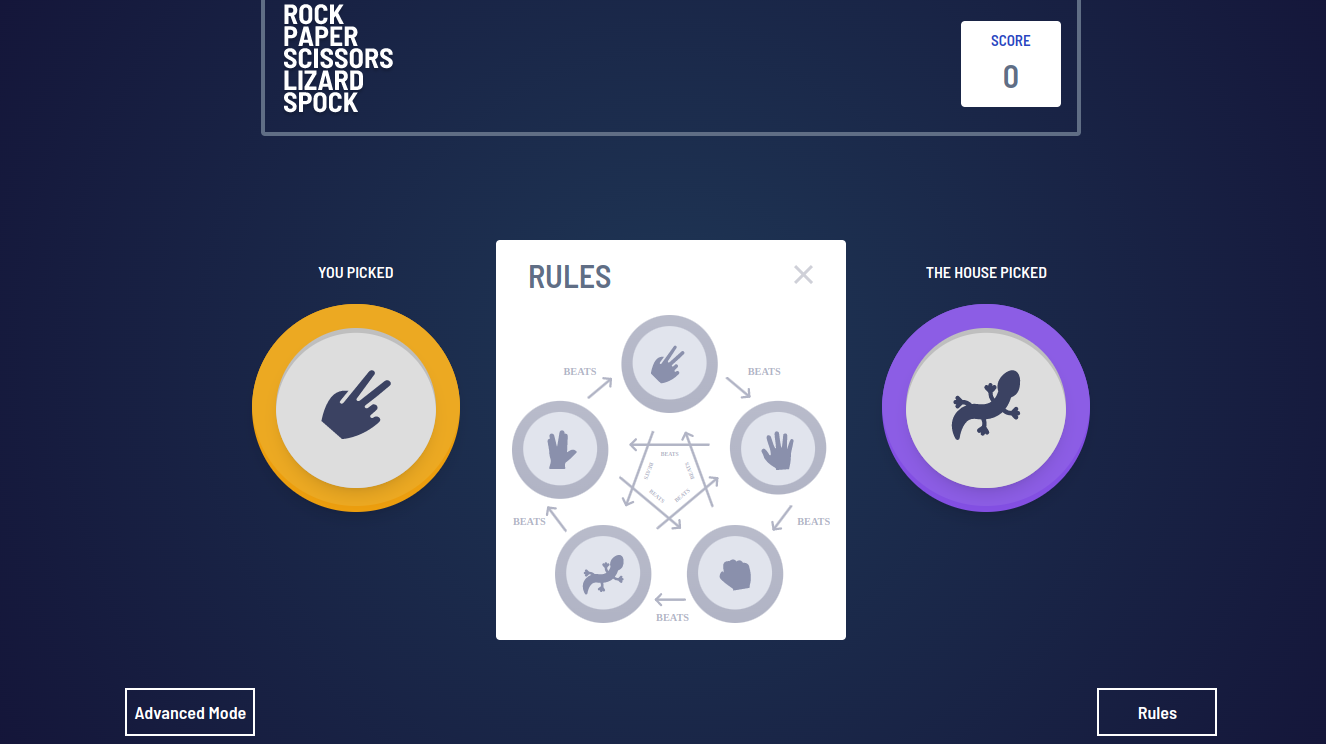 ROCK
PAPER
SCISSORS
LIZARD
SPOCK
SCORE
0
YOU PICKED
THE HOUSE PICKED
RULES
BEATS
BEATS
BEATS
BEATS
BEATS
BEATS
BEATS
BEATS
BEATS
BEATS
Advanced Mode
Rules